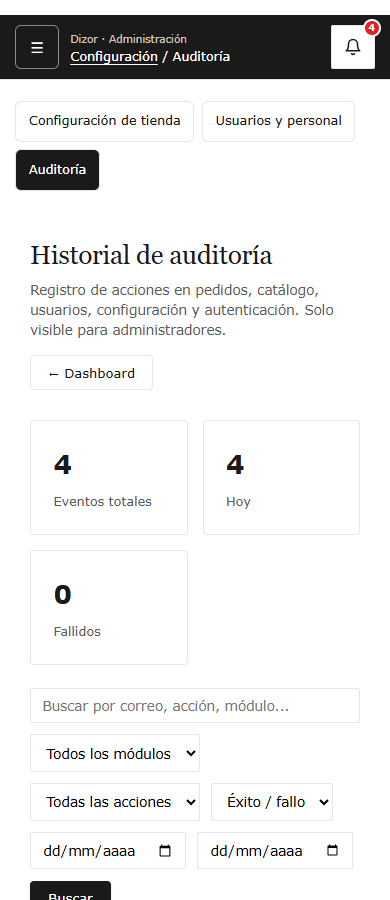 ☰
Dizor · Administración
Configuración / Auditoría
4
Configuración de tienda
Usuarios y personal
Auditoría
Historial de auditoría
Registro de acciones en pedidos, catálogo,
usuarios, configuración y autenticación. Solo
visible para administradores.
← Dashboard
4
Eventos totales
4
Hoy
0
Fallidos
Buscar por correo, acción, módulo...
Todos los módulos
Todas las acciones
Éxito / fallo
dd/mm/aaaa
dd/mm/aaaa
Buscar